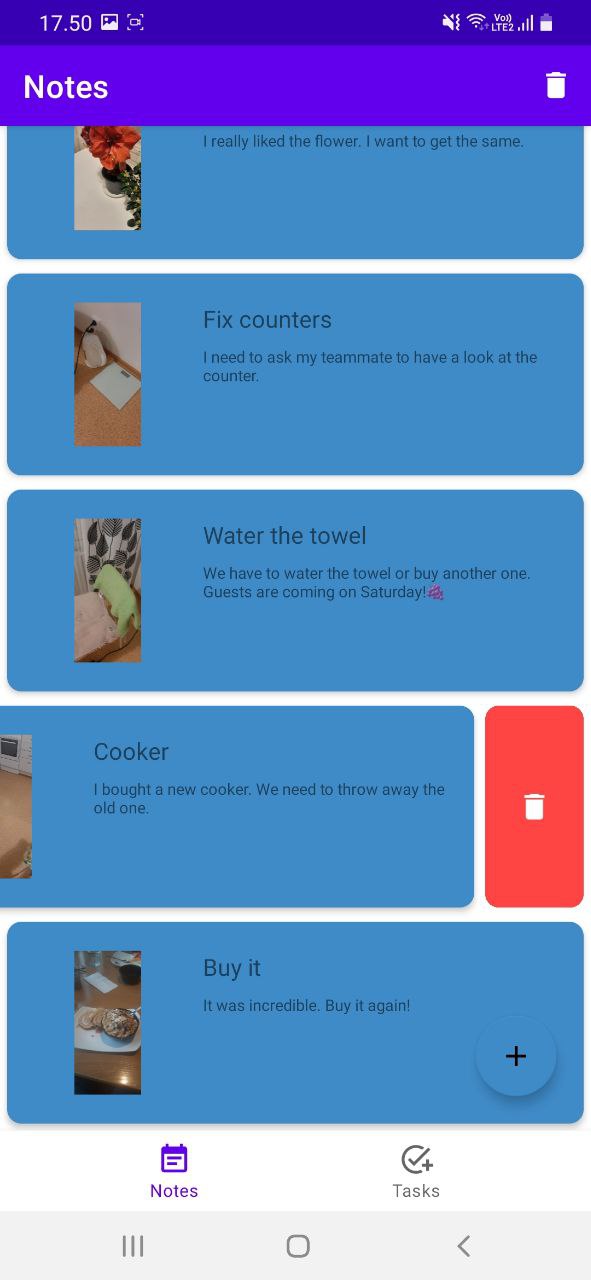 17.50
Vo))
LTE2
Notes
I really liked the flower. I want to get the same.
Fix counters
I need to ask my teammate to have a look at the
counter.
Water the towel
We have to water the towel or buy another one.
Guests are coming on Saturday!
Cooker
I bought a new cooker. We need to throw away the
old one.
Buy it
It was incredible. Buy it again!
Notes
Tasks